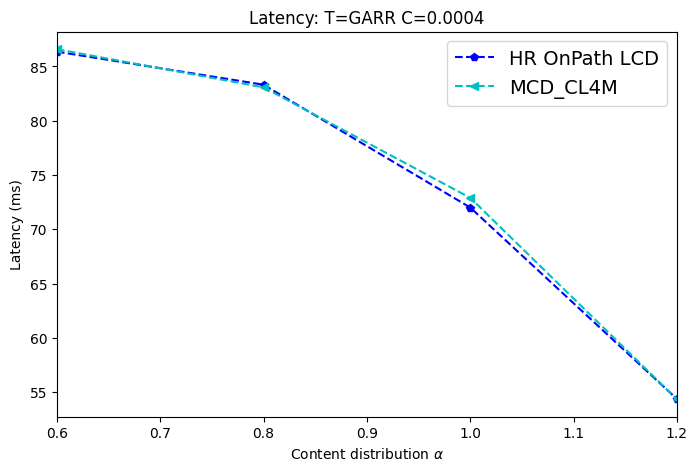 Latency: T=GARR C=0.0004
HR OnPath LCD
MCD_CL4M
Latency (ms)
85
80
75
70
65
60
55
0.6 0.7 0.8 0.9 1.0 1.1 1.2
Content distribution α